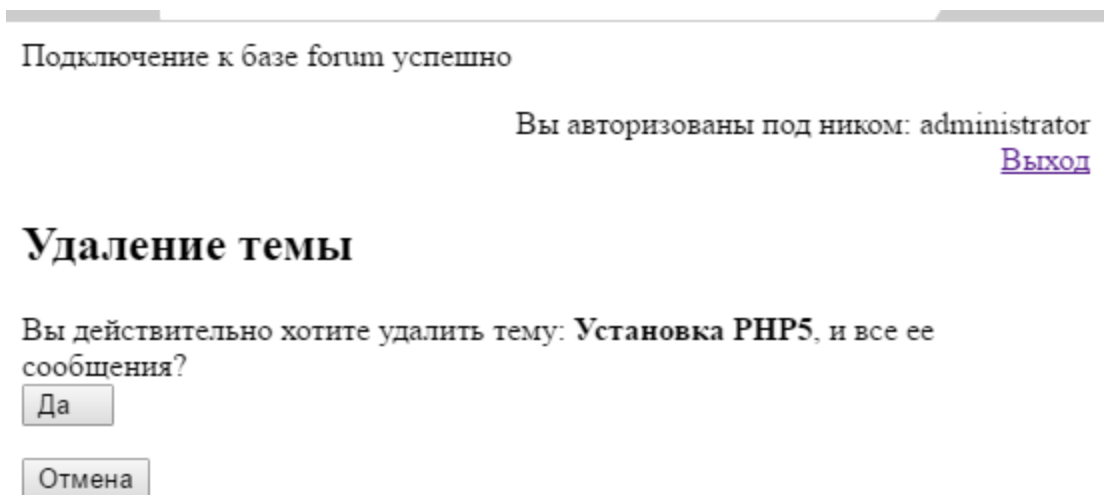 Подключение к базе forum успешно
Вы авторизованы под ником: administrator
Выход
Удаление темы
Вы действительно хотите удалить тему: Установка PHP5, и все ее
сообщения?
Да
Отмена